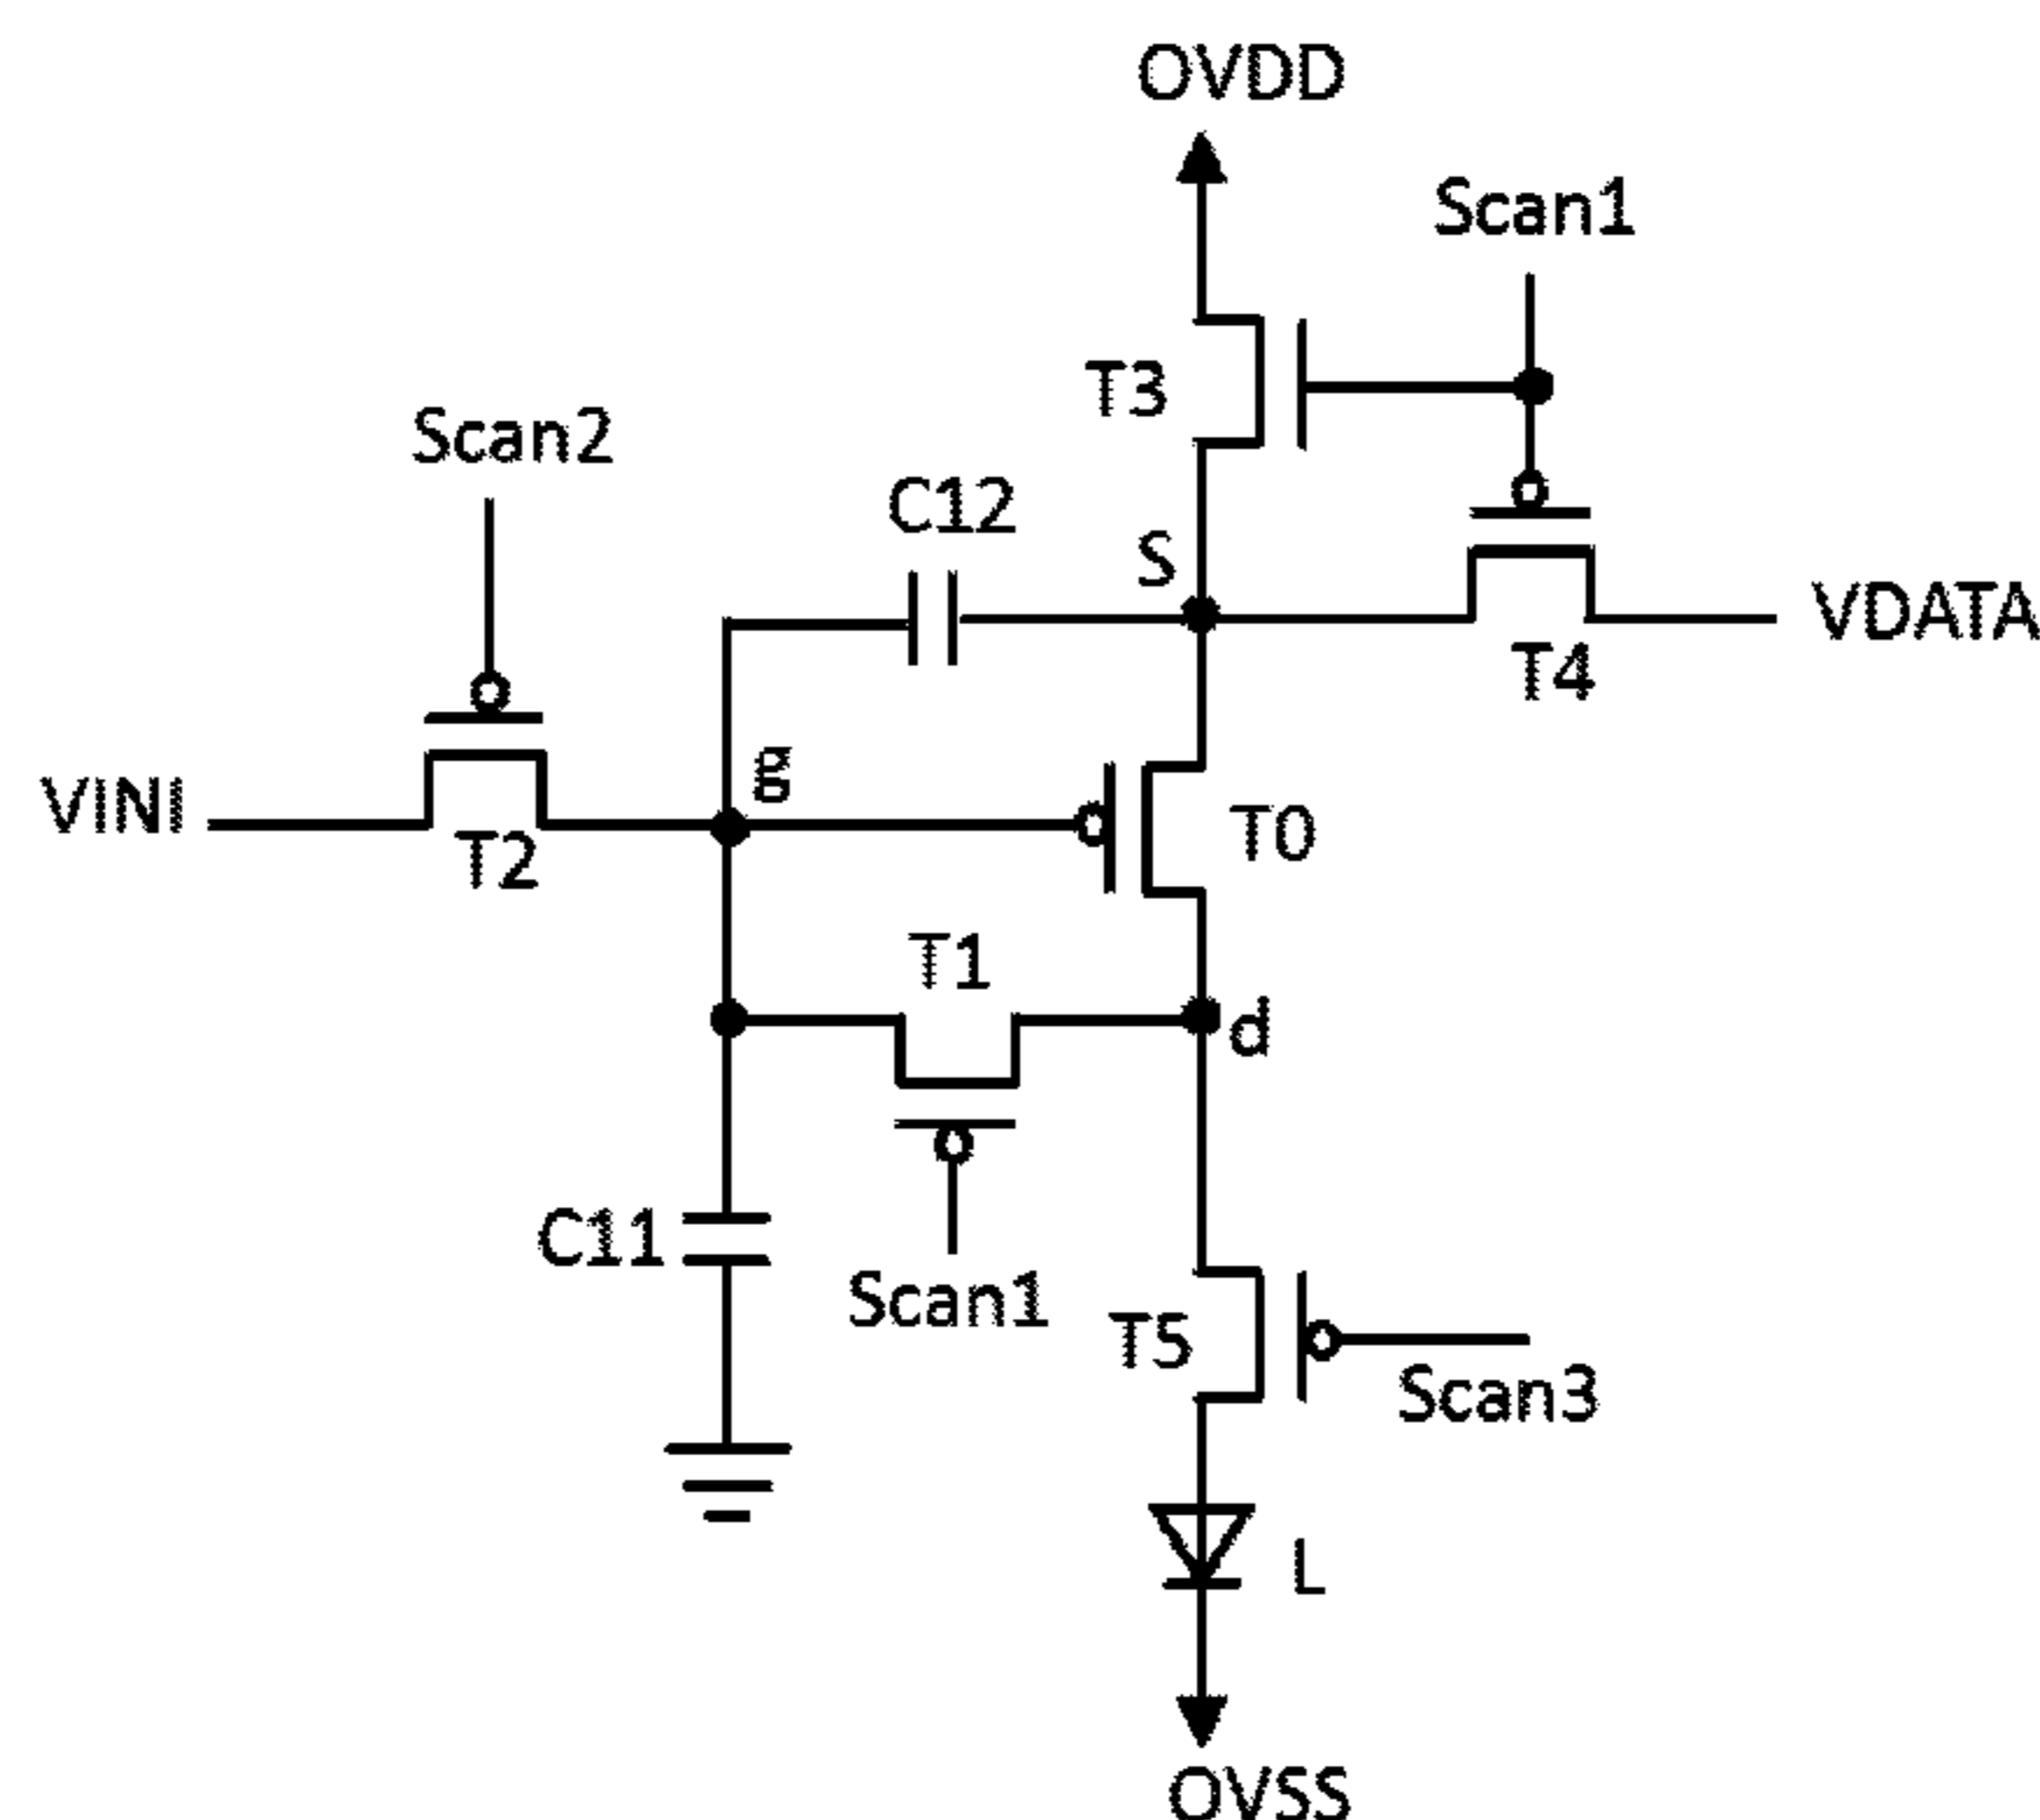 OVDD
Scan1
T3
Scan2
C12
S
VDATA
T4
g
VINI
T0
T2
T1
d
C11
Scan1
T5
Scan3
L
OVSS